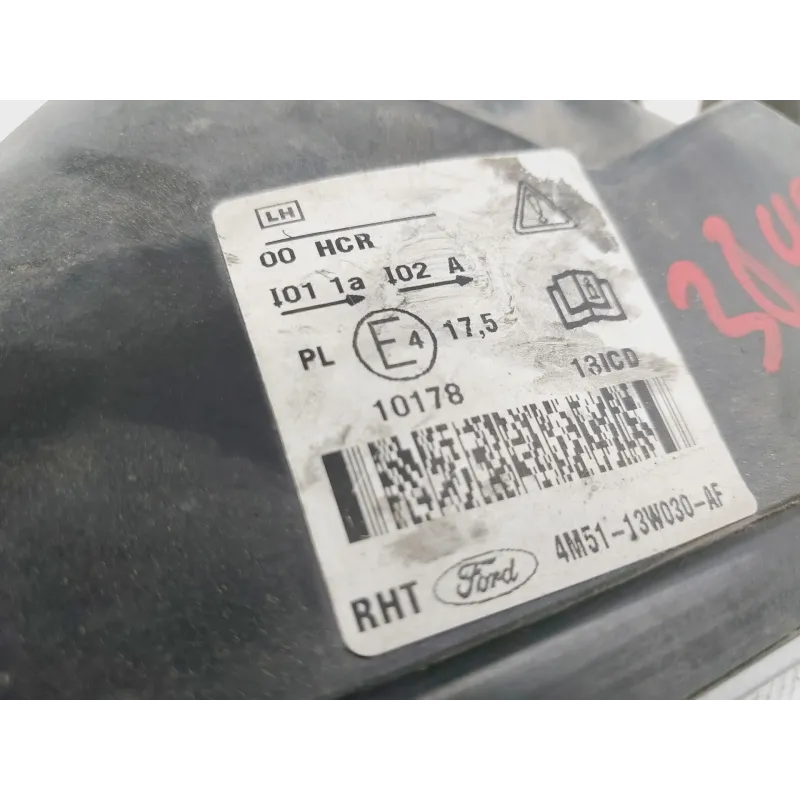 LH
00 HCR
I01 1a I02 A
PL E4 17,5
10178 13ICD
RHT Ford 4M51-13W030-AF